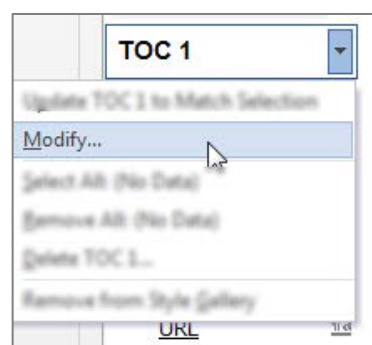 TOC 1
Update TOC 1 to Match Selection
Modify...
Select All: (No Data)
Remove All: (No Data)
Delete TOC 1...
Remove from Style Gallery
URL